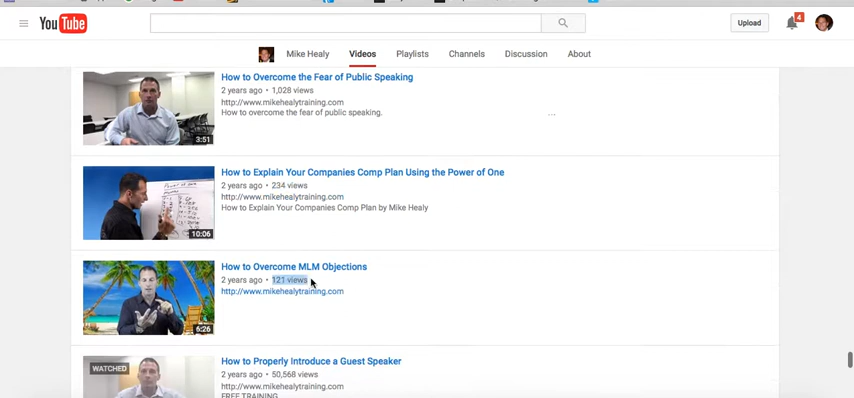 YouTube
Upload
4
Mike Healy
Videos
Playlists
Channels
Discussion
About
How to Overcome the Fear of Public Speaking
2 years ago • 1,028 views
http://www.mikehealytraining.com
How to overcome the fear of public speaking.
...
3:51
How to Explain Your Companies Comp Plan Using the Power of One
2 years ago • 234 views
http://www.mikehealytraining.com
How to Explain Your Companies Comp Plan by Mike Healy
10:06
How to Overcome MLM Objections
2 years ago • 121 views
http://www.mikehealytraining.com
6:26
WATCHED
How to Properly Introduce a Guest Speaker
2 years ago • 50,568 views
http://www.mikehealytraining.com
FREE TRAINING